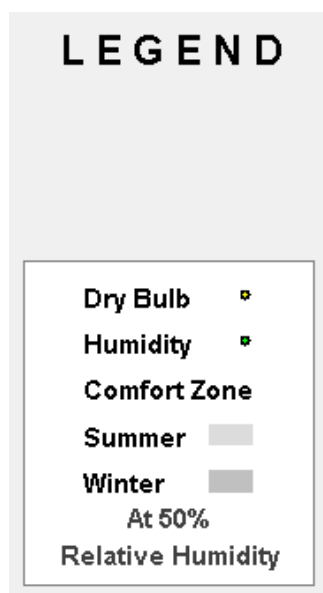 LEGEND
Dry Bulb
Humidity
Comfort Zone
Summer
Winter
At 50%
Relative Humidity